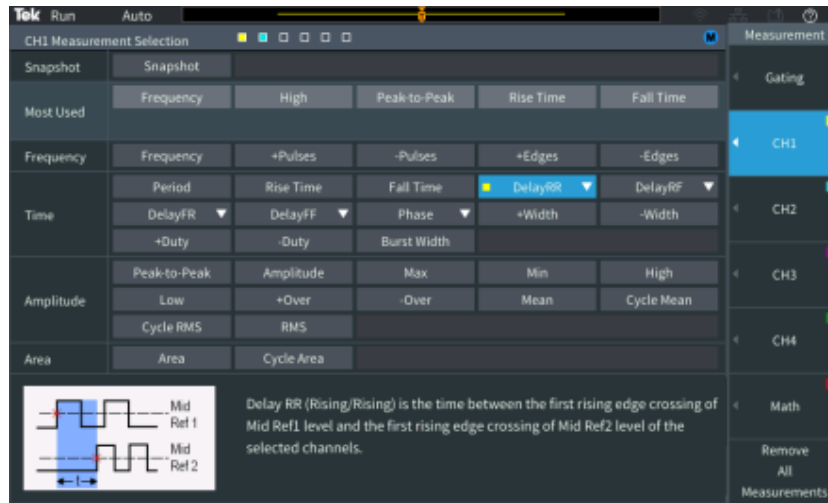 Tek Run Auto
CH1 Measurement Selection M Measurement
Snapshot Snapshot
Gating
Most Used Frequency High Peak-to-Peak Rise Time Fall Time
CH1
Frequency Frequency +Pulses -Pulses +Edges -Edges
Time Period Rise Time Fall Time DelayRR DelayRF
DelayFR DelayFF Phase +Width -Width
CH2
+Duty -Duty Burst Width
Amplitude Peak-to-Peak Amplitude Max Min High
CH3
Low +Over -Over Mean Cycle Mean
Cycle RMS RMS
CH4
Area Area Cycle Area
Mid
Ref 1
Mid
Ref 2
t
Delay RR (Rising/Rising) is the time between the first rising edge crossing of
Mid Ref1 level and the first rising edge crossing of Mid Ref2 level of the
selected channels.
Math
Remove
All
Measurements